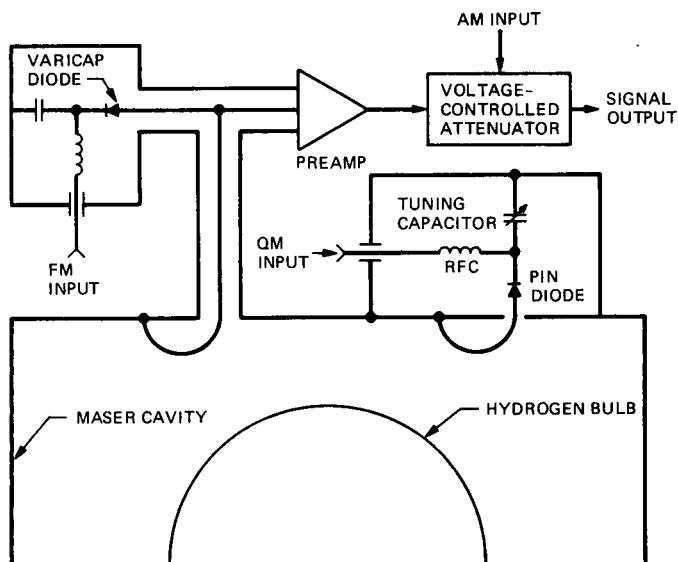 AM INPUT
VARICAP
DIODE
VOLTAGE-
CONTROLLED
ATTENUATOR
SIGNAL
OUTPUT
PREAMP
TUNING
CAPACITOR
QM
INPUT
RFC
PIN
DIODE
FM
INPUT
MASER CAVITY
HYDROGEN BULB